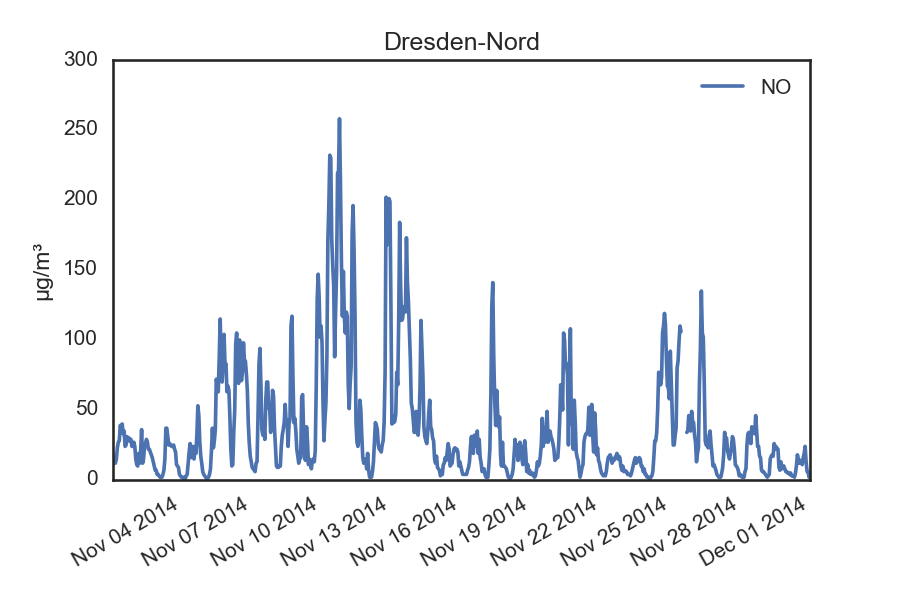 Dresden-Nord
300
250
200
150
100
50
0
µg/m³
NO
Nov 04 2014
Nov 07 2014
Nov 10 2014
Nov 13 2014
Nov 16 2014
Nov 19 2014
Nov 22 2014
Nov 25 2014
Nov 28 2014
Dec 01 2014